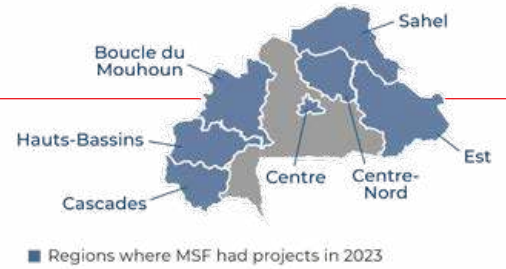 Sahel
Boucle du
Mouhoun
Hauts-Bassins
Est
Centre
Centre-
Nord
Cascades
Regions where MSF had projects in 2023